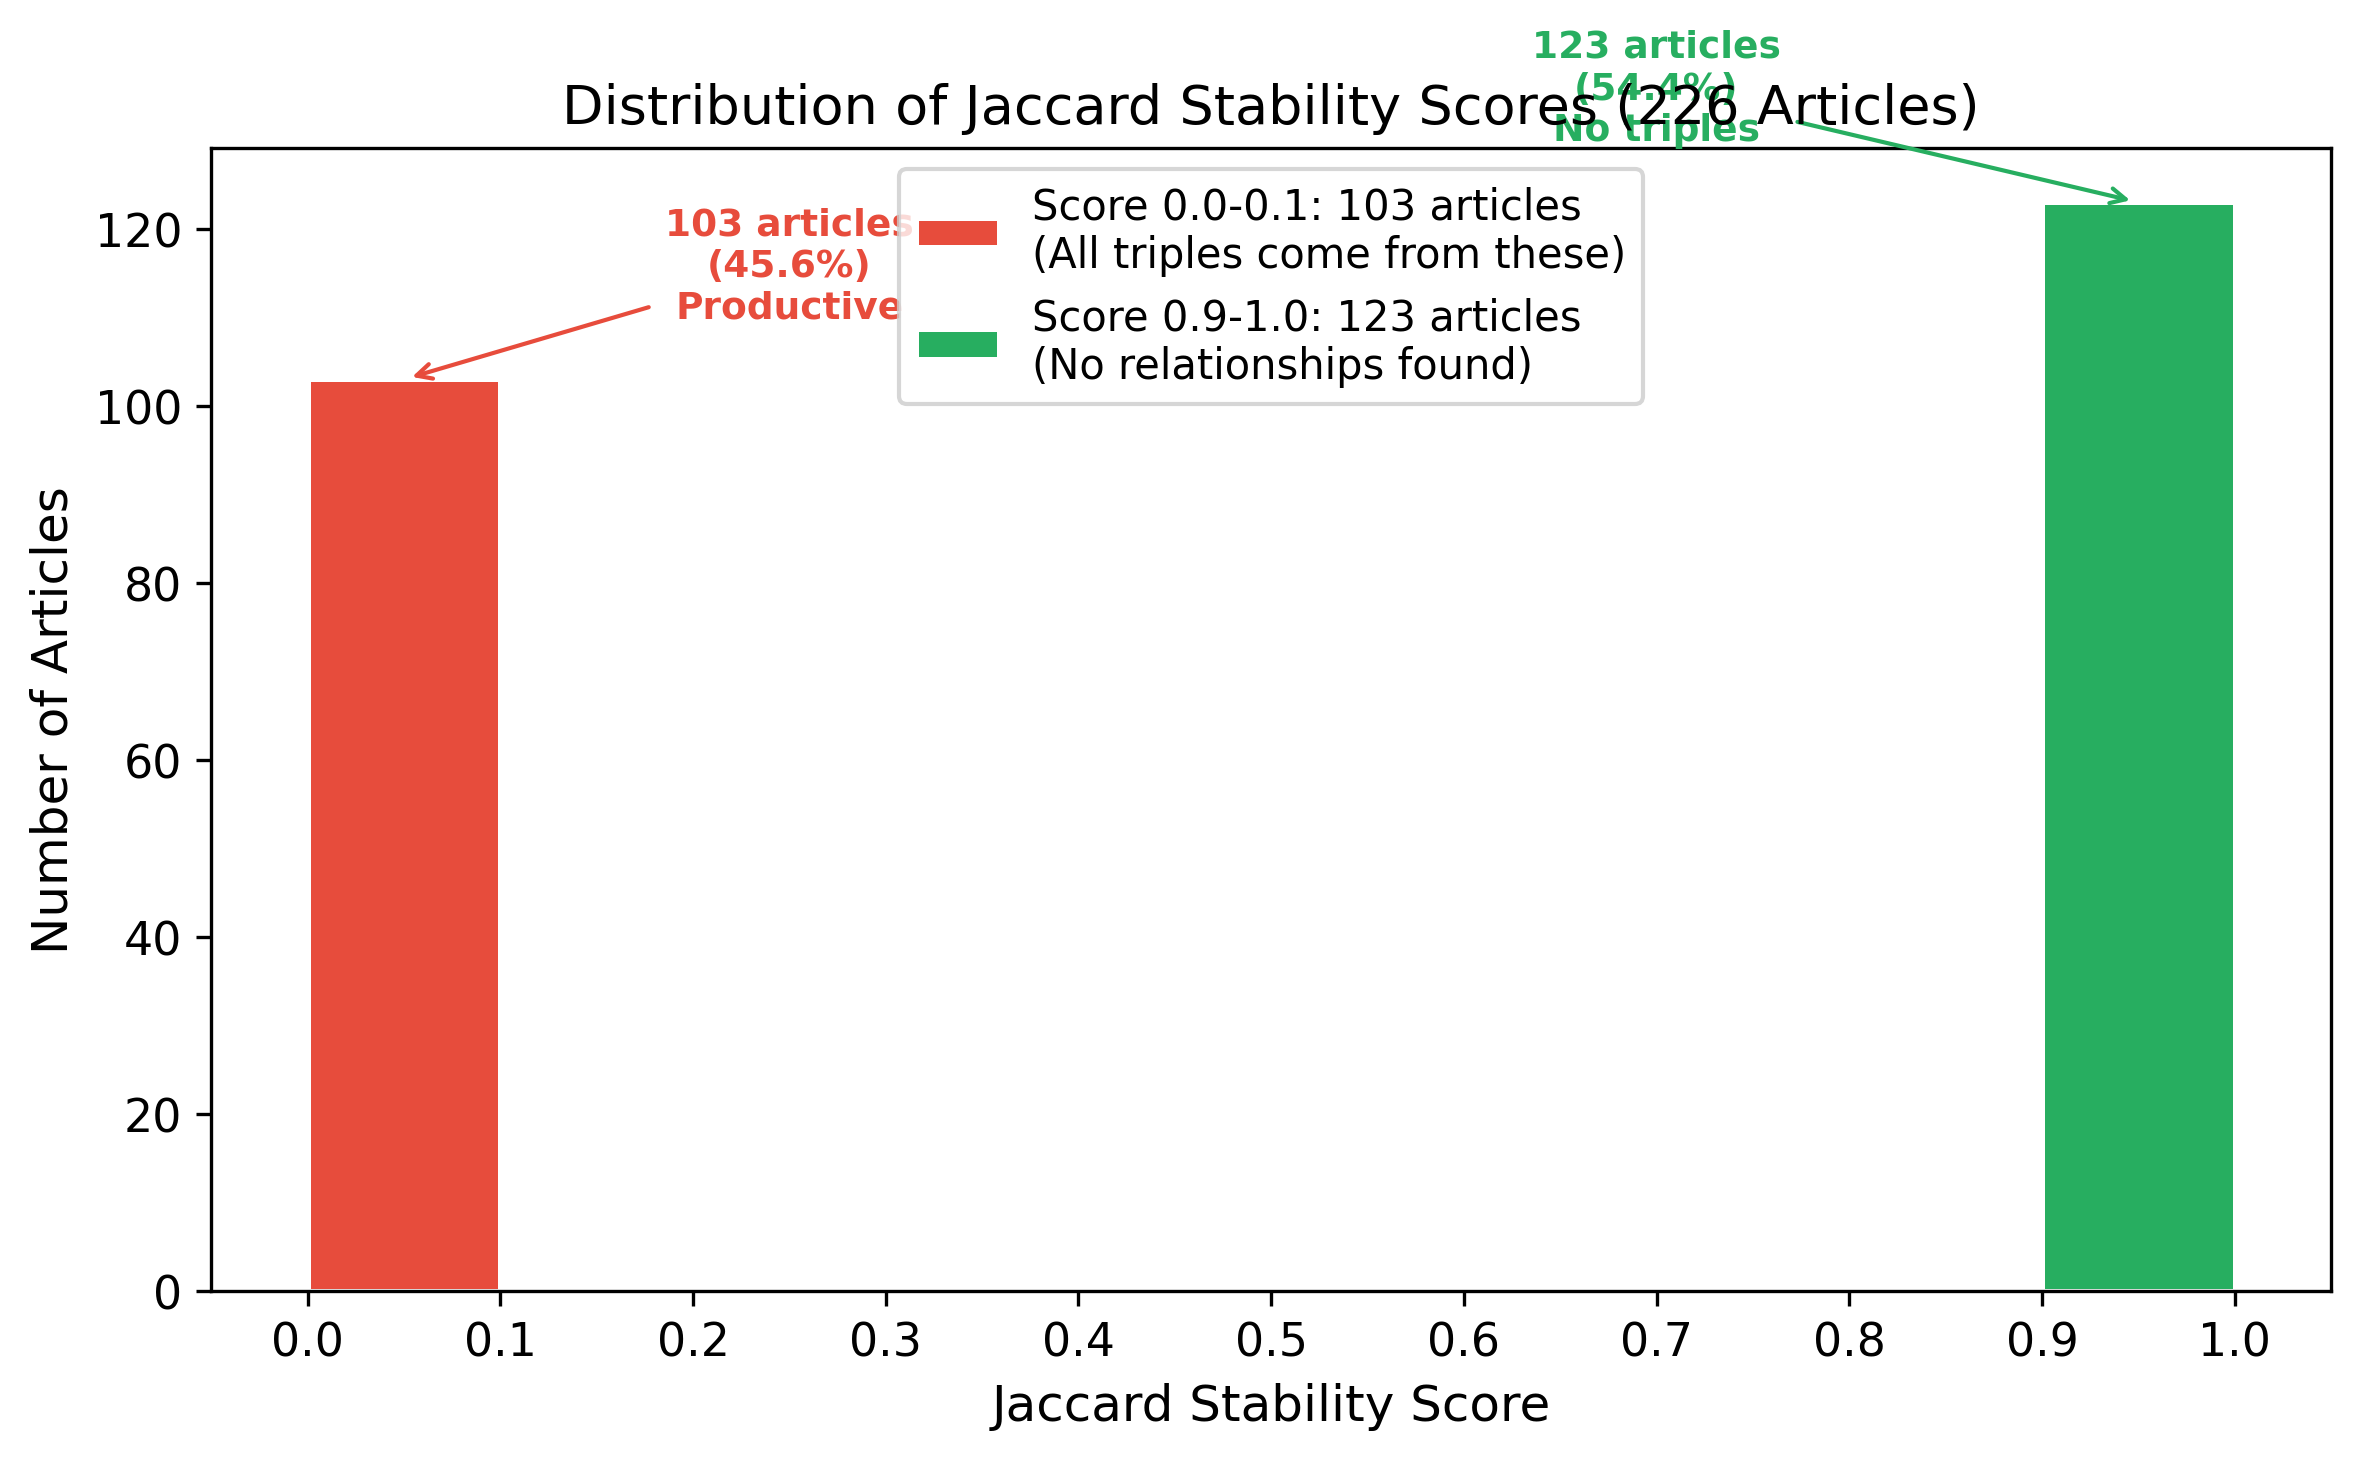 123 articles
(54.4%)
No triples
Distribution of Jaccard Stability Scores (226 Articles)
103 articles
(45.6%)
Productive
Score 0.0-0.1: 103 articles
(All triples come from these)
Score 0.9-1.0: 123 articles
(No relationships found)
Number of Articles
120
100
80
60
40
20
0
0.0 0.1 0.2 0.3 0.4 0.5 0.6 0.7 0.8 0.9 1.0
Jaccard Stability Score